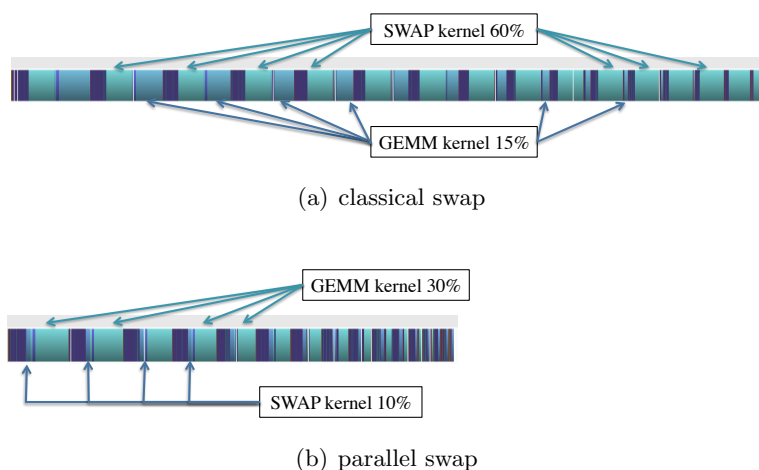 SWAP kernel 60%
GEMM kernel 15%
(a) classical swap
GEMM kernel 30%
SWAP kernel 10%
(b) parallel swap